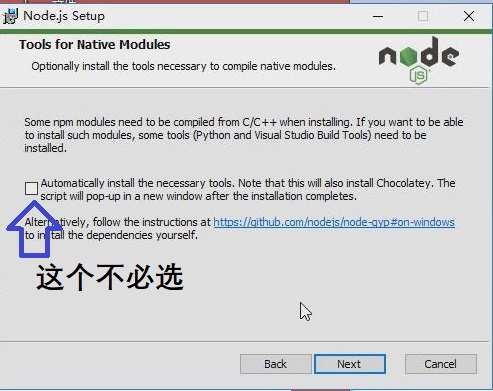 Node.js Setup
Tools for Native Modules
Optionally install the tools necessary to compile native modules.
node
JS
Some npm modules need to be compiled from C/C++ when installing. If you want to be able
to install such modules, some tools (Python and Visual Studio Build Tools) need to be
installed.
Automatically install the necessary tools. Note that this will also install Chocolatey. The
script will pop-up in a new window after the installation completes.
Alternatively, follow the instructions at https://github.com/nodejs/node-gyp#on-windows
to install the dependencies yourself.
这个不必选
Back
Next
Cancel